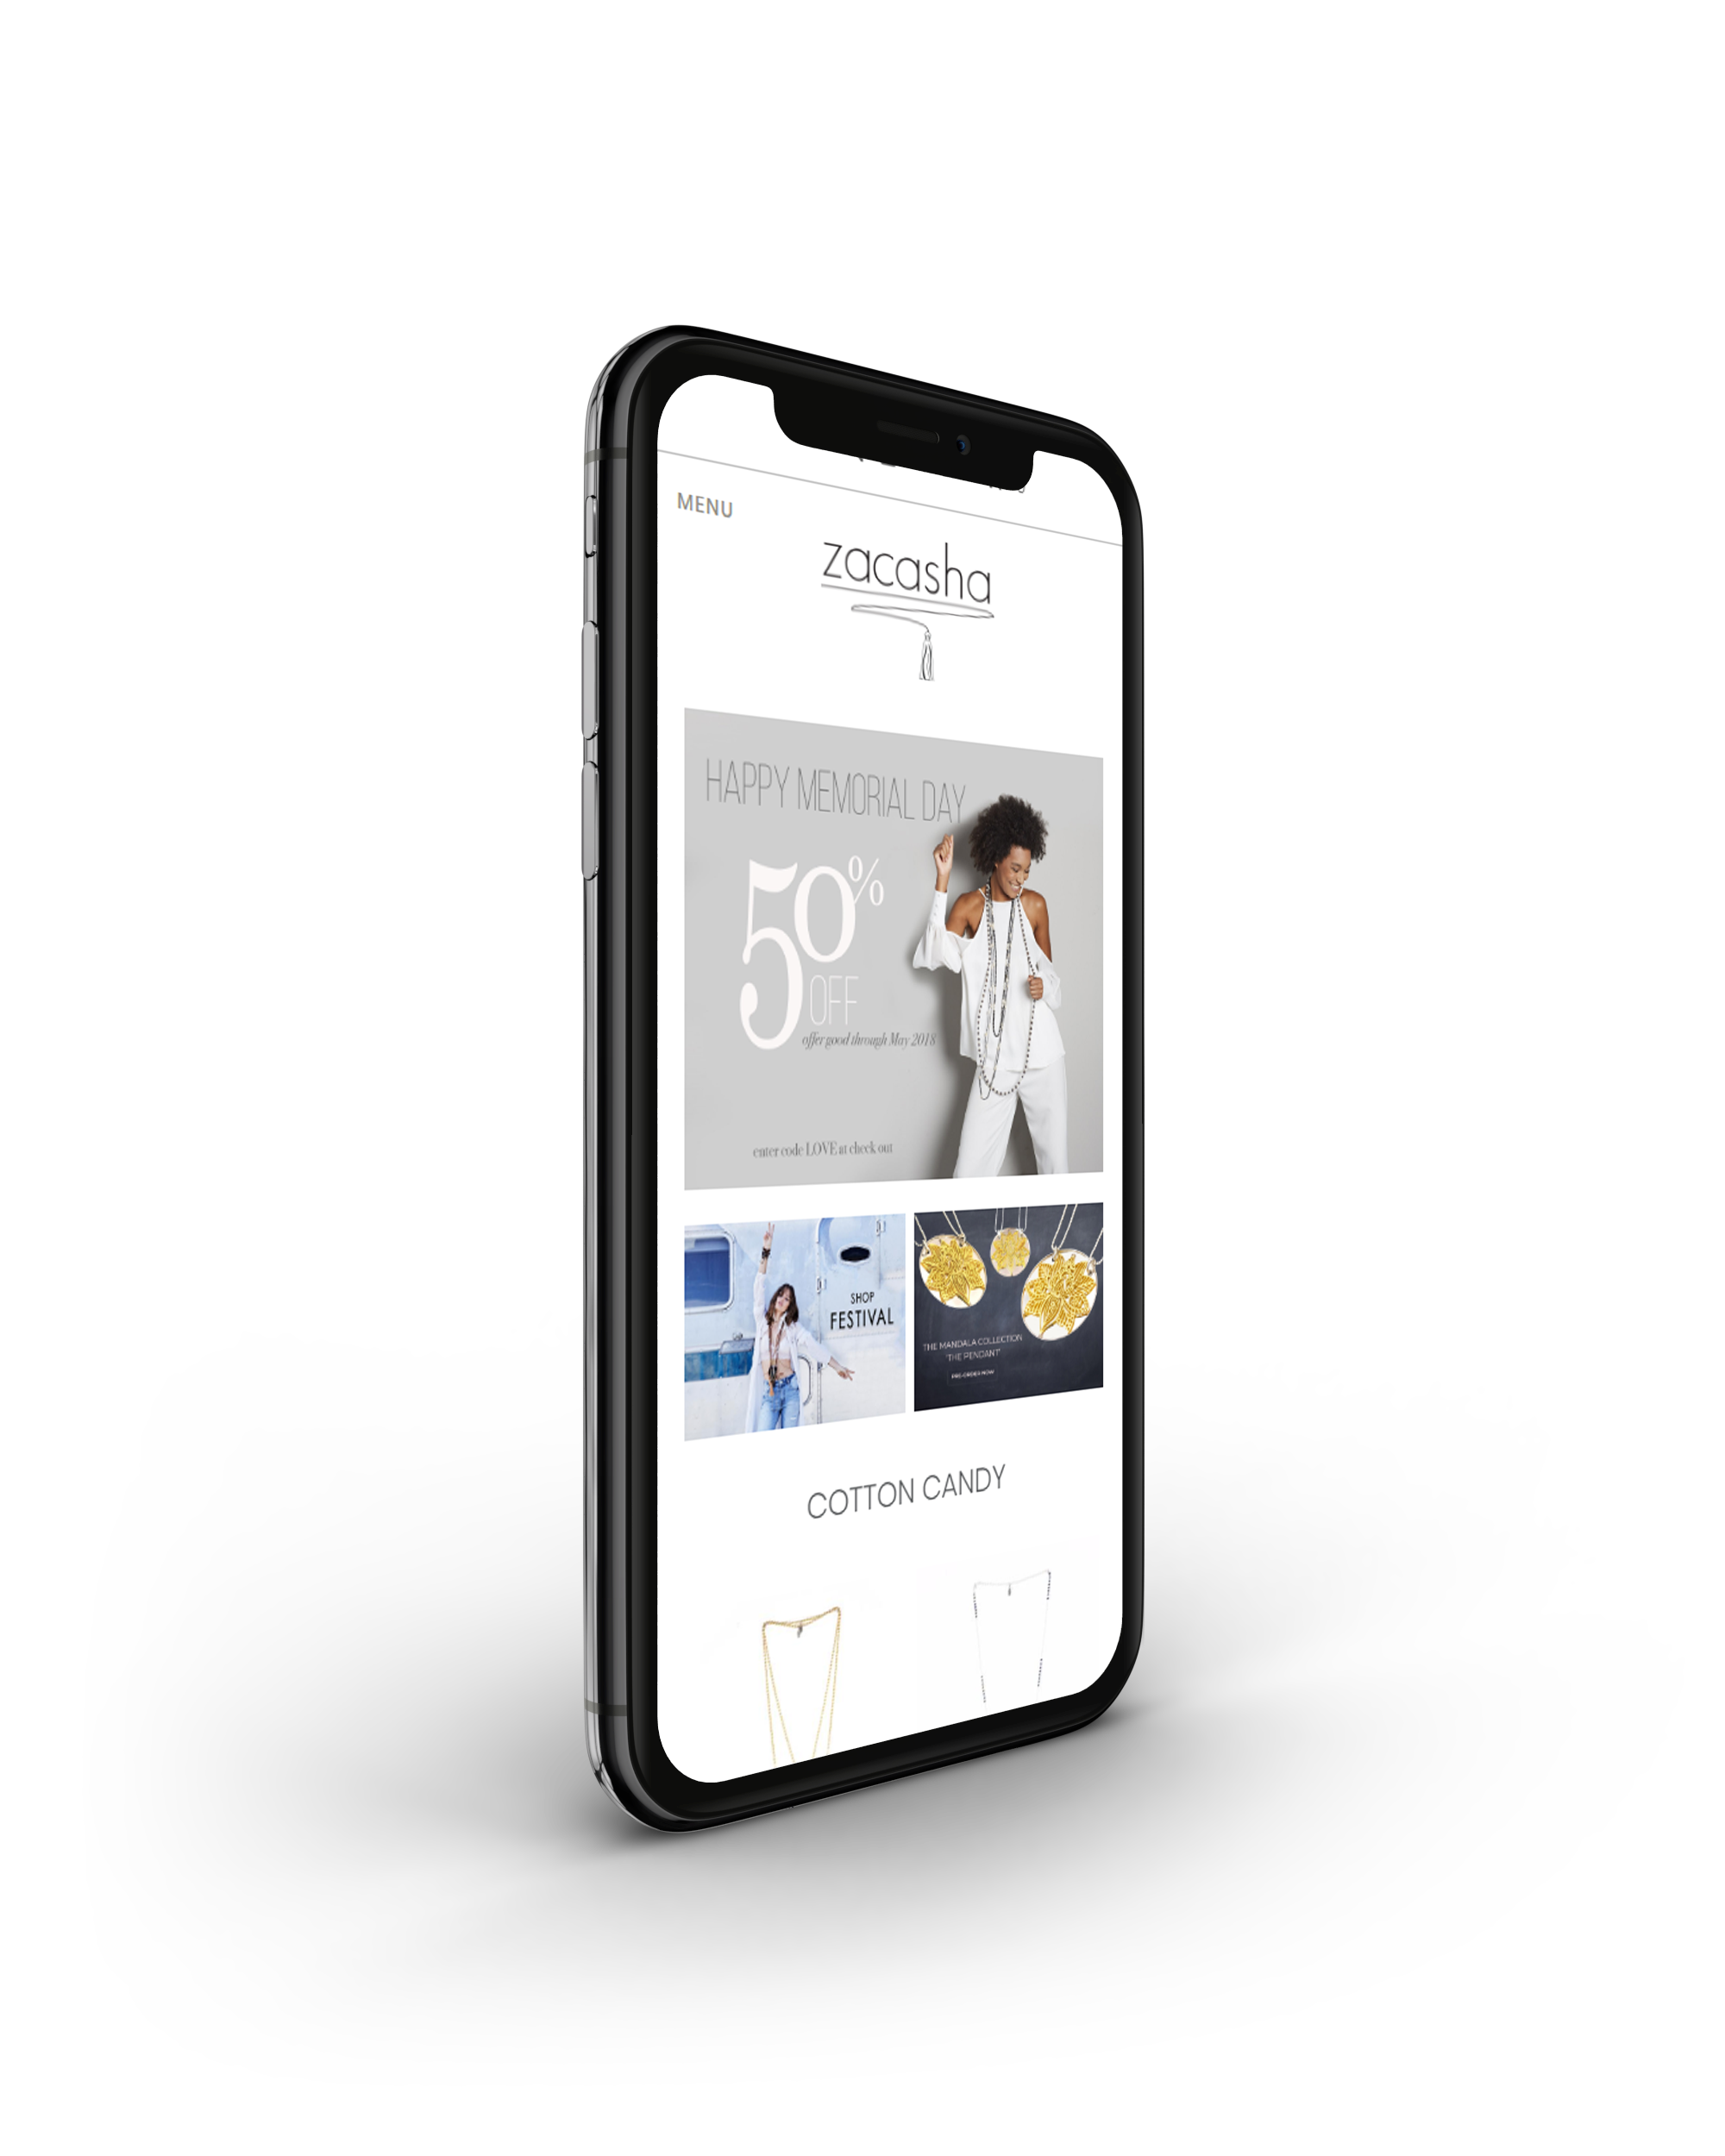 MENU
zacasha
HAPPY MEMORIAL DAY
50%
OFF
offer good through May 2018
enter code LOVE at check out
SHOP
FESTIVAL
THE MANDALA COLLECTION
'THE PENDANT'
PRE-ORDER NOW
COTTON CANDY